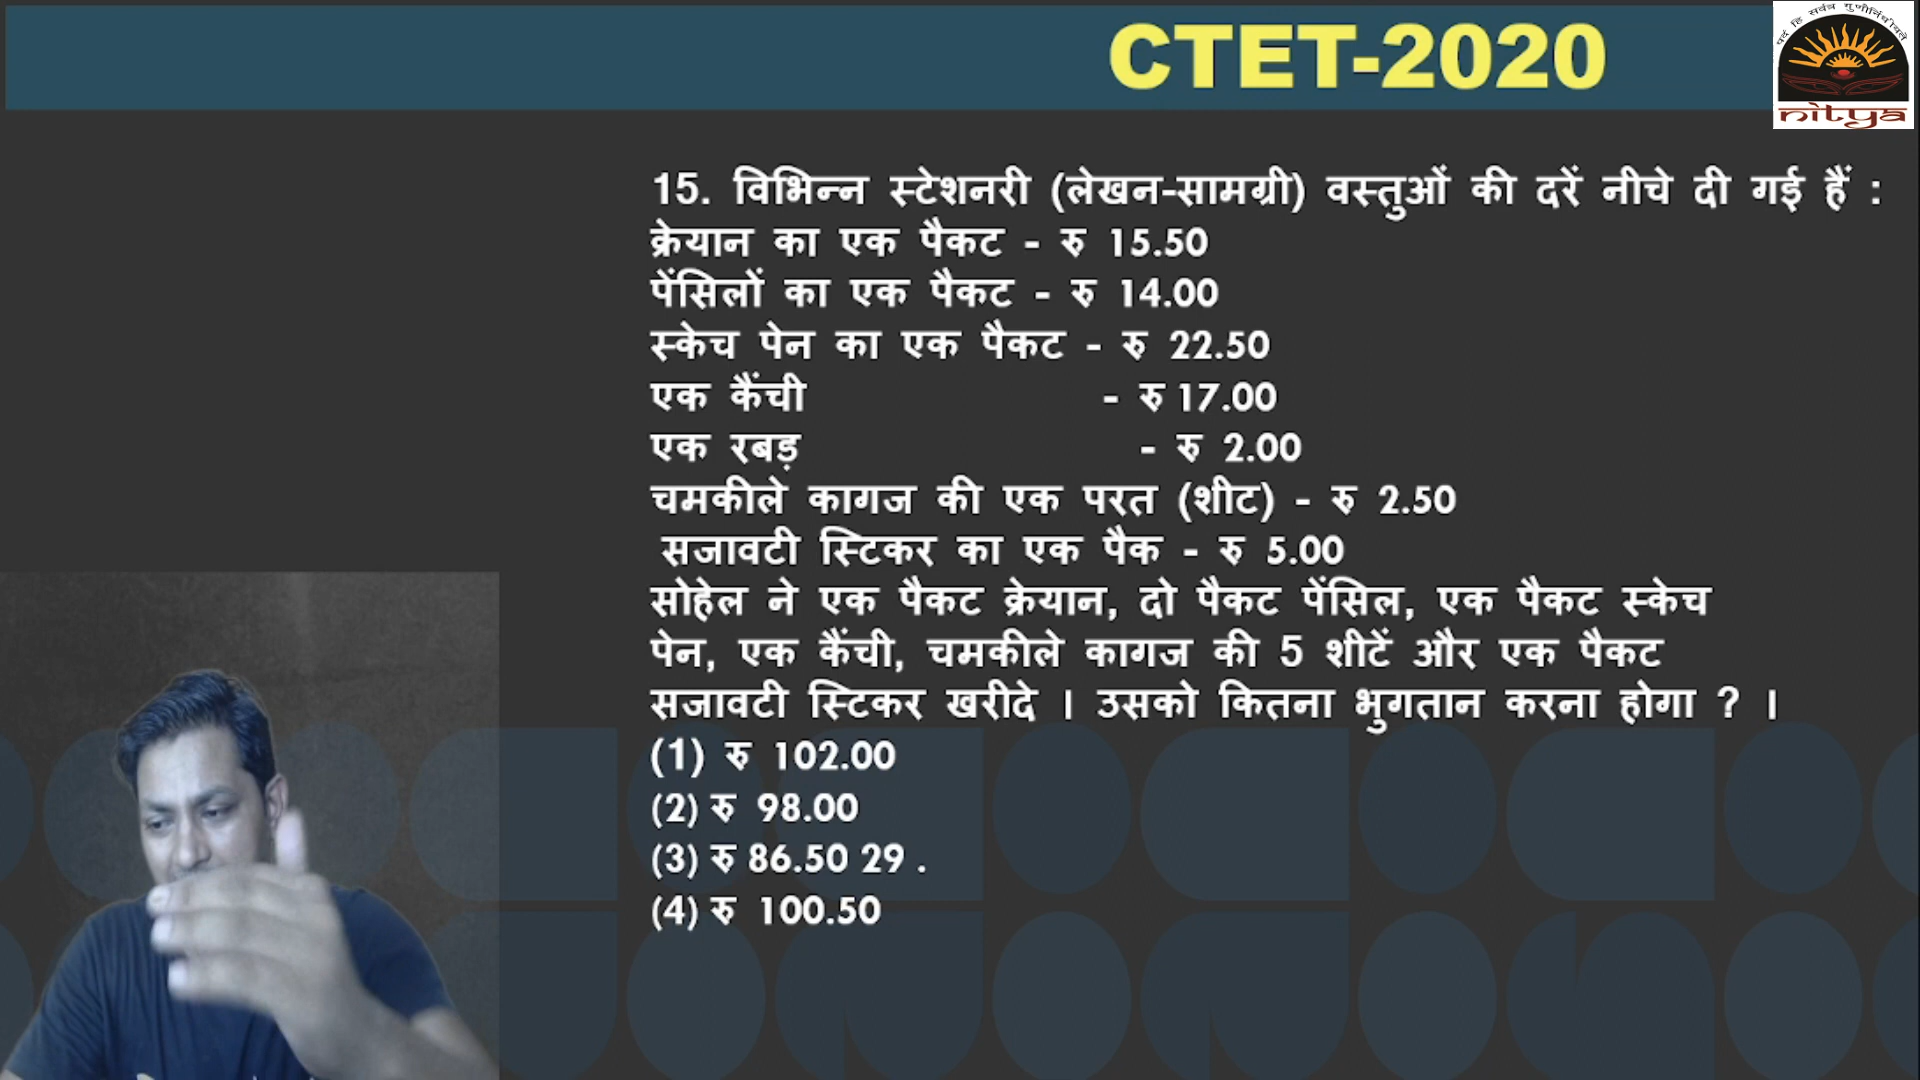 CTET-2020
nitya
15. विभिन्न स्टेशनरी (लेखन-सामग्री) वस्तुओं की दरें नीचे दी गई हैं :
क्रेयान का एक पैकट - रु 15.50
पेंसिलों का एक पैकट - रु 14.00
स्केच पेन का एक पैकट - रु 22.50
एक कैंची - रु 17.00
एक रबड़ - रु 2.00
चमकीले कागज की एक परत (शीट) - रु 2.50
सजावटी स्टिकर का एक पैक - रु 5.00
सोहेल ने एक पैकट क्रेयान, दो पैकट पेंसिल, एक पैकट स्केच
पेन, एक कैंची, चमकीले कागज की 5 शीटें और एक पैकट
सजावटी स्टिकर खरीदे । उसको कितना भुगतान करना होगा ? ।
(1) रु 102.00
(2) रु 98.00
(3) रु 86.50 29 .
(4) रु 100.50